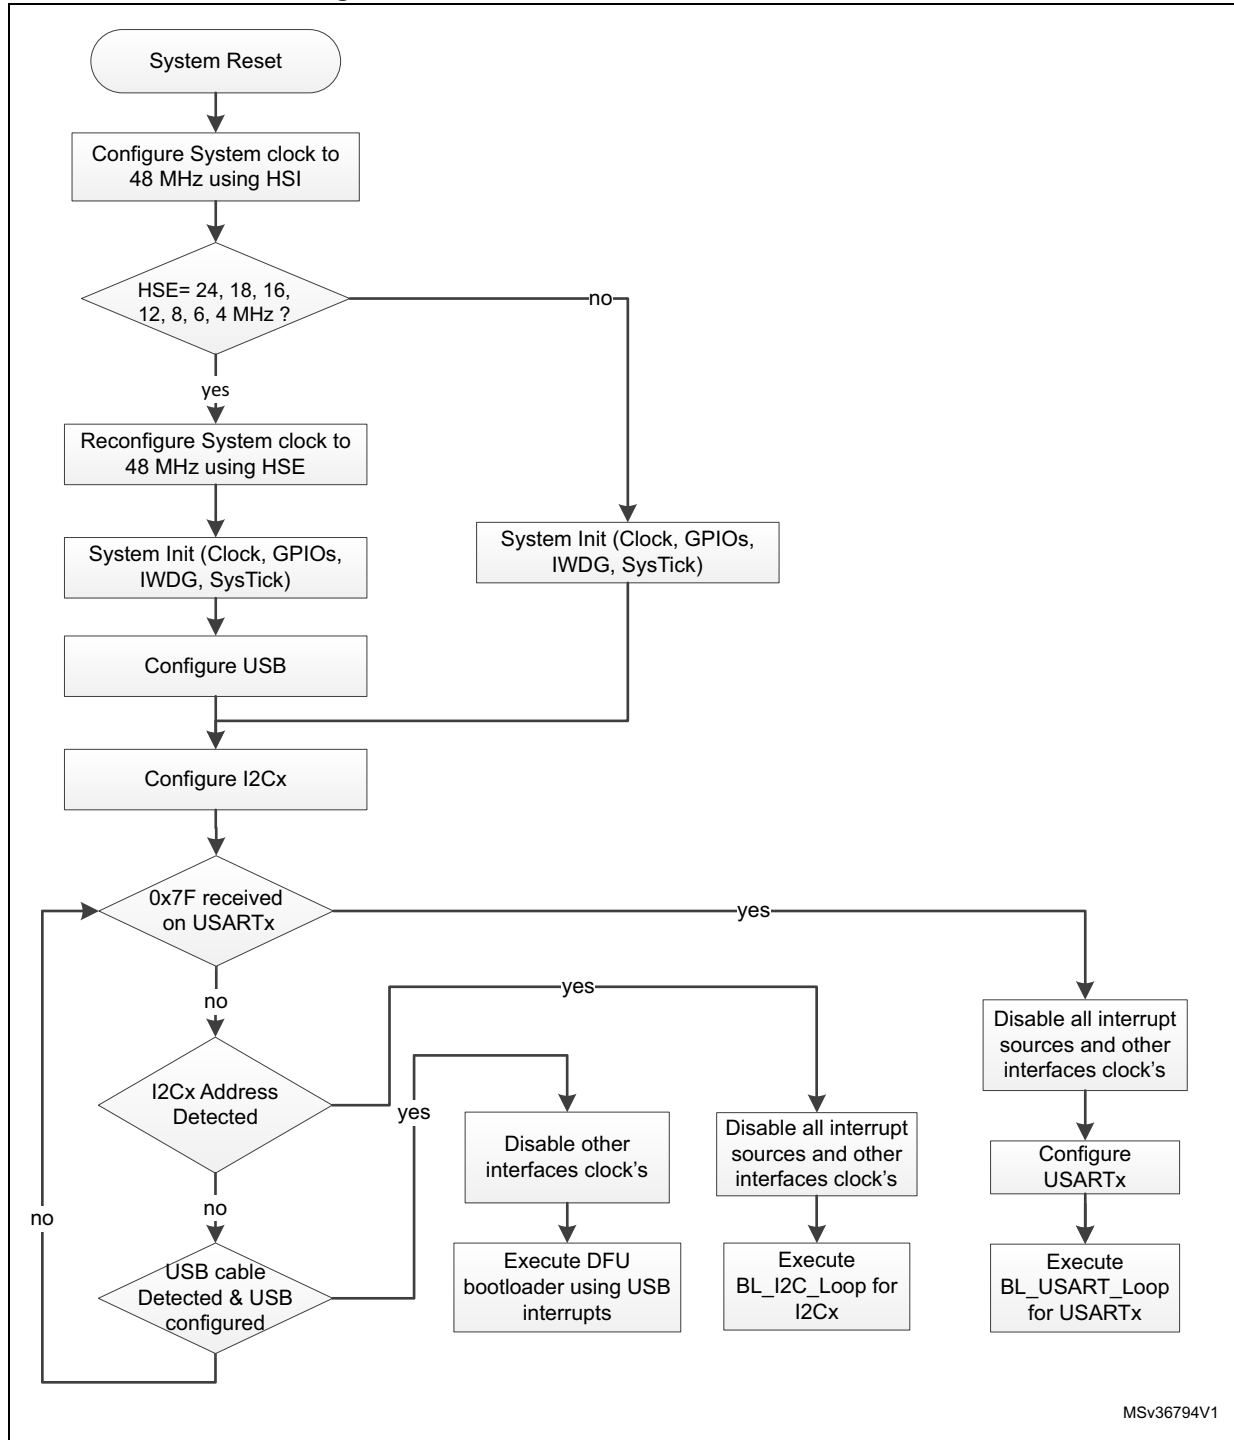 System Reset
Configure System clock to
48 MHz using HSI
HSE= 24, 18, 16,
12, 8, 6, 4 MHz ?
no
yes
Reconfigure System clock to
48 MHz using HSE
System Init (Clock, GPIOs,
IWDG, SysTick)
System Init (Clock, GPIOs,
IWDG, SysTick)
Configure USB
Configure I2Cx
0x7F received
on USARTx
yes
no
yes
Disable all interrupt
sources and other
interfaces clock's
I2Cx Address
Detected
yes
Disable other
interfaces clock's
Disable all interrupt
sources and other
interfaces clock's
Configure
USARTx
no
no
USB cable
Detected & USB
configured
Execute DFU
bootloader using USB
interrupts
Execute
BL_I2C_Loop for
I2Cx
Execute
BL_USART_Loop
for USARTx
MSv36794V1